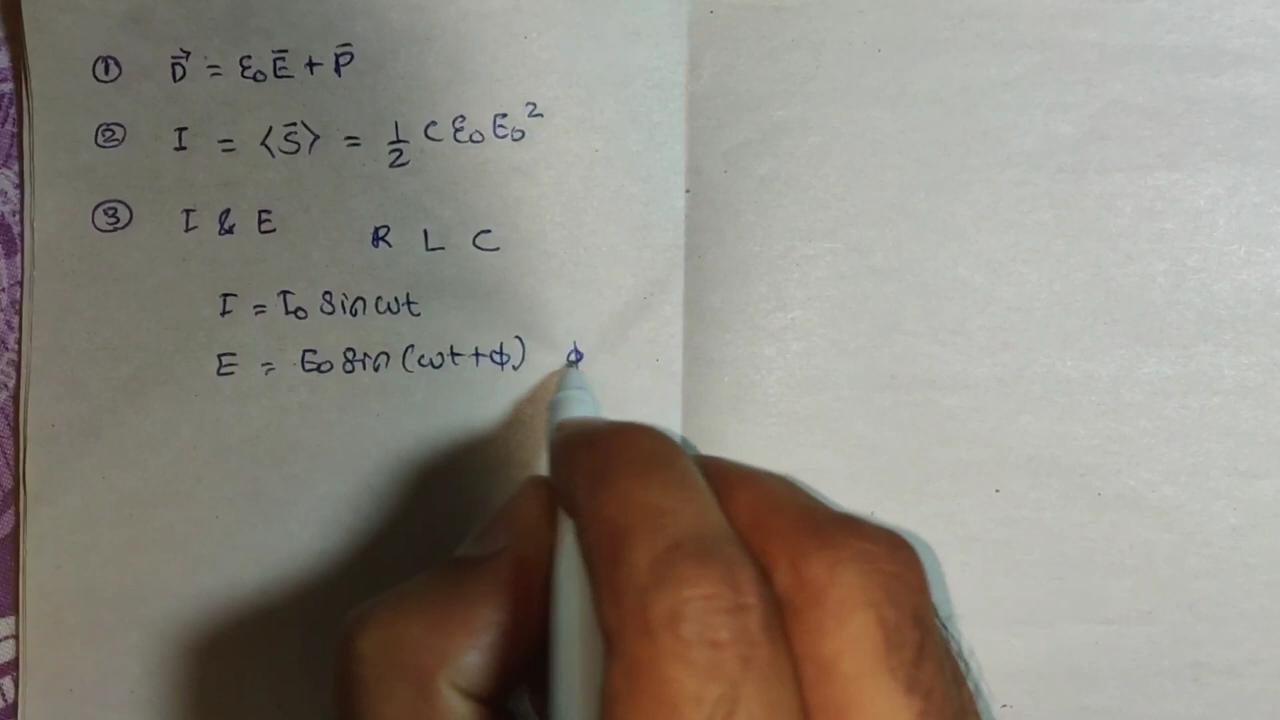 ① D⃗ = ε₀E̅ + P̅
② I = ⟨S̅⟩ = 1/2 C ε₀ E₀²
③ I & E R L C
I = I₀ sin ωt
E = E₀ sin (ωt + ϕ) ϕ